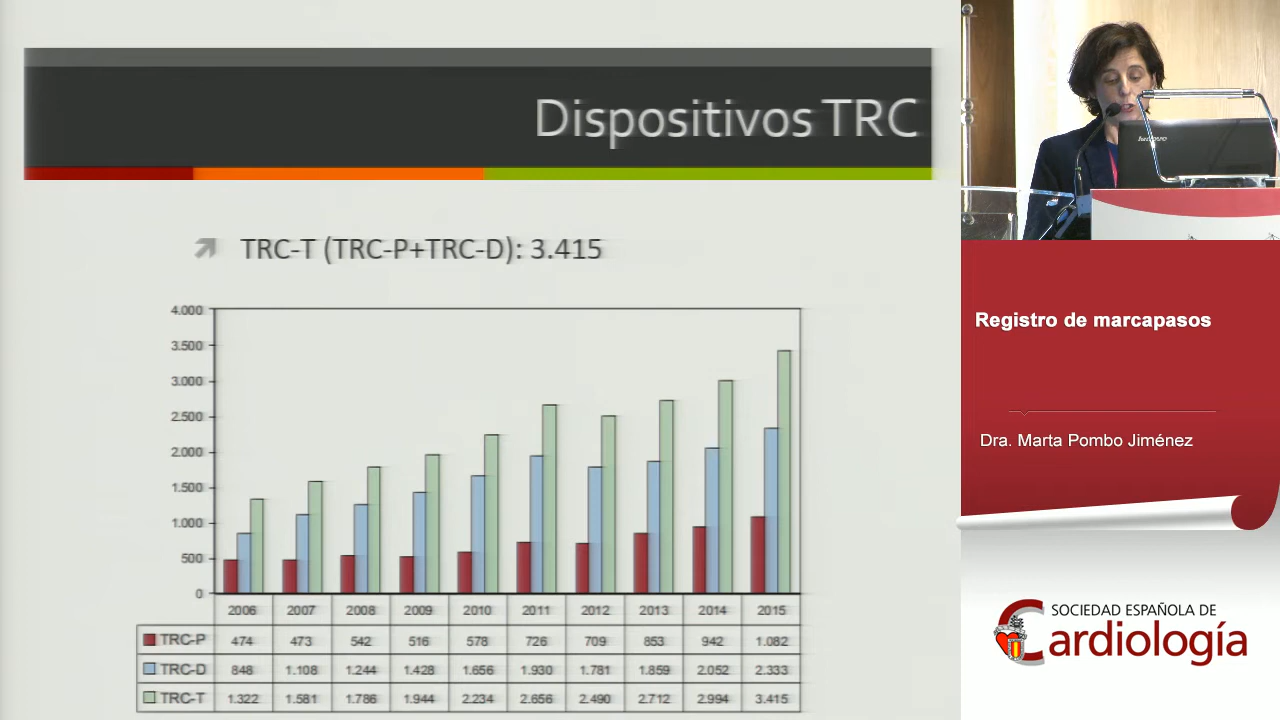 Dispositivos TRC
TRC-T (TRC-P+TRC-D): 3.415
4.000
3.500
3.000
2.500
2.000
1.500
1.000
500
0
2006 2007 2008 2009 2010 2011 2012 2013 2014 2015
TRC-P 474 473 542 516 578 726 709 853 942 1.082
TRC-D 848 1.108 1.244 1.428 1.656 1.930 1.781 1.859 2.052 2.333
TRC-T 1.322 1.581 1.786 1.944 2.234 2.656 2.490 2.712 2.994 3.415
lenovo
Registro de marcapasos
Dra. Marta Pombo Jiménez
SOCIEDAD ESPAÑOLA DE
Cardiología